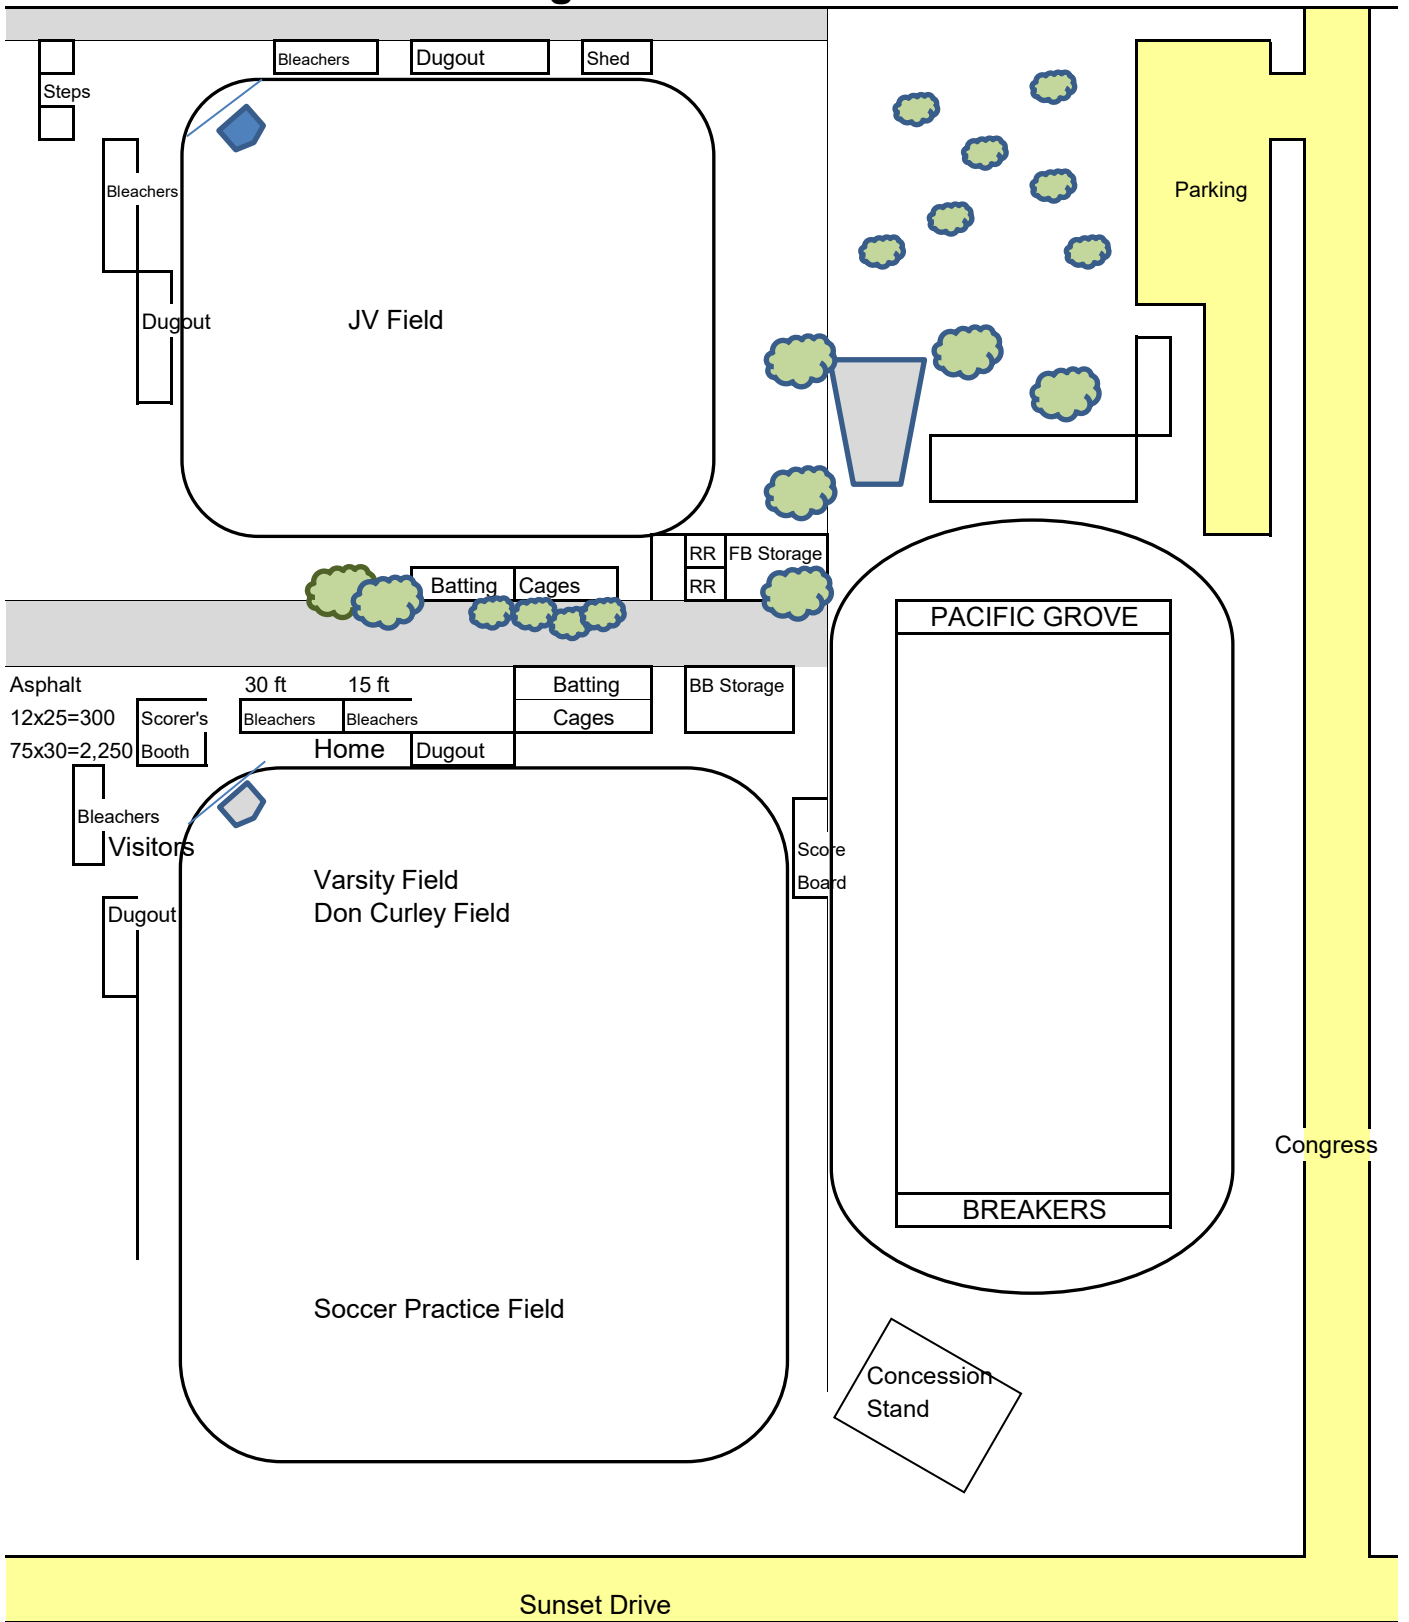 Bleachers
Dugout
Shed
Steps
Bleachers
Parking
Dugout
JV Field
RR
FB Storage
Batting
Cages
RR
PACIFIC GROVE
Asphalt
30 ft
15 ft
Batting
BB Storage
12x25=300
Scorer's
Bleachers
Bleachers
Cages
75x30=2,250
Booth
Home
Dugout
Bleachers
Visitors
Score
Board
Varsity Field
Don Curley Field
Dugout
Congress
BREAKERS
Soccer Practice Field
Concession
Stand
Sunset Drive